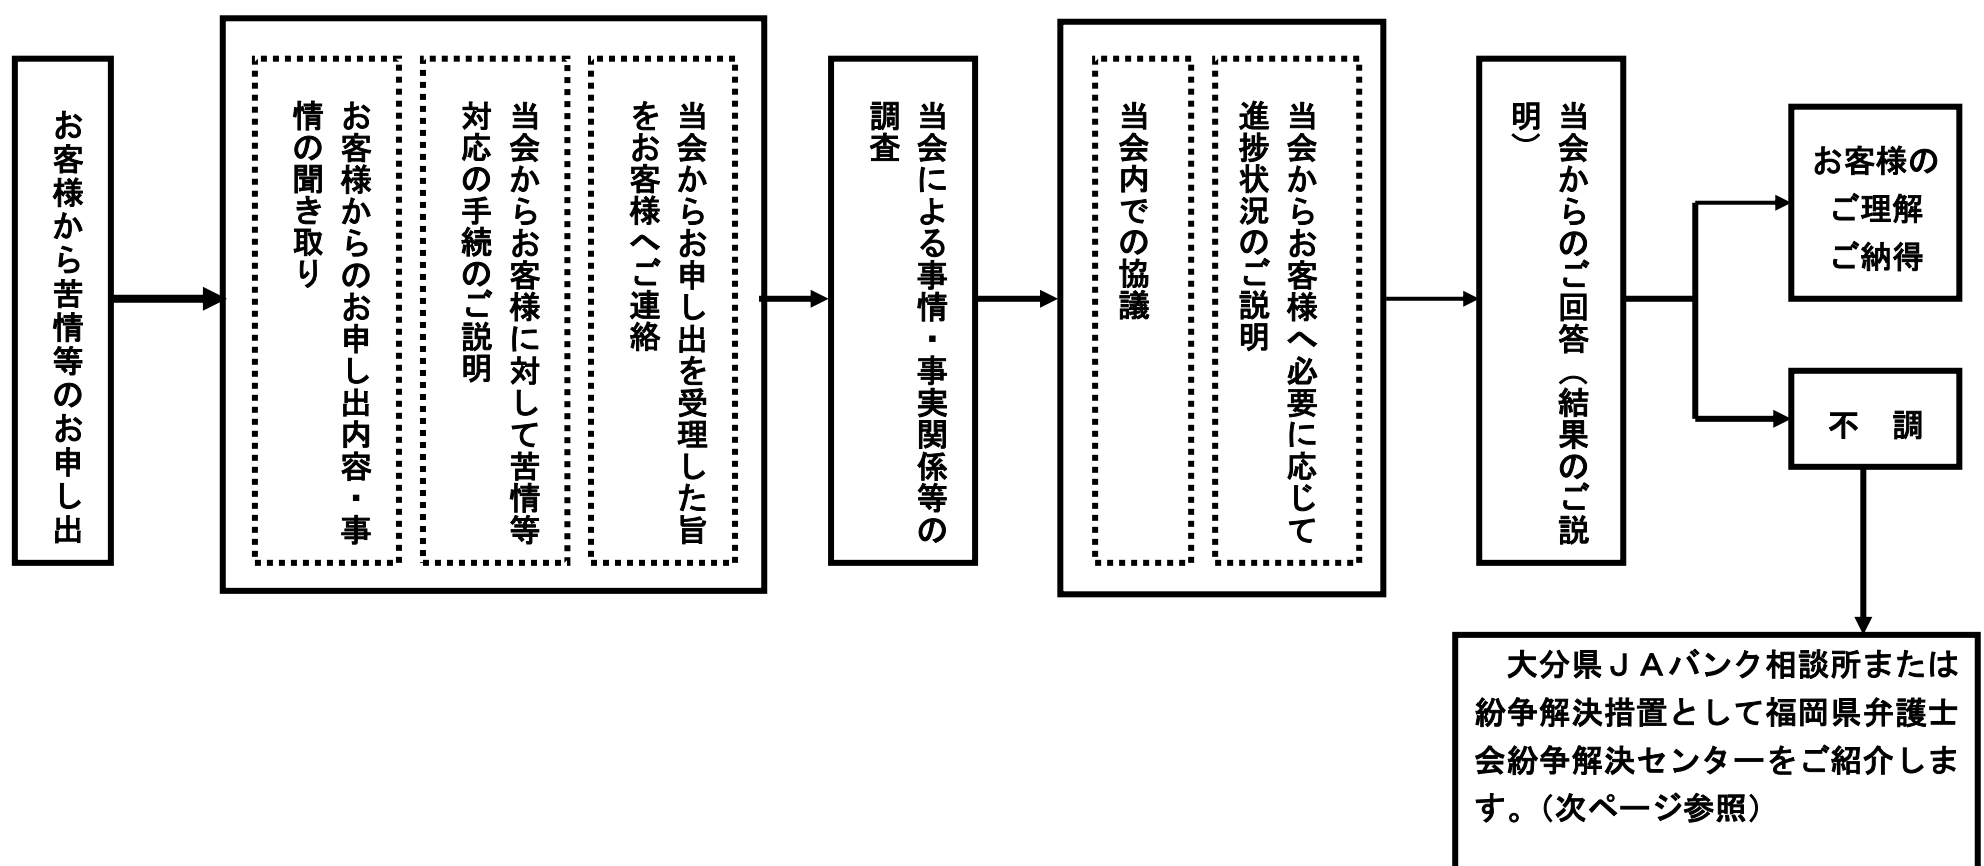 お客様から苦情等のお申し出
お客様からのお申し出内容・事
情の聞き取り
当会からお客様に対して苦情等
対応の手続のご説明
当会からお申し出を受理した旨
をお客様へご連絡
当会による事情・事実関係等の
調査
当会内での協議
当会からお客様へ必要に応じて
進捗状況のご説明
当会からのご回答（結果のご説
明）
お客様の
ご理解
ご納得
不　調
大分県ＪＡバンク相談所または
紛争解決措置として福岡県弁護士
会紛争解決センターをご紹介しま
す。（次ページ参照）